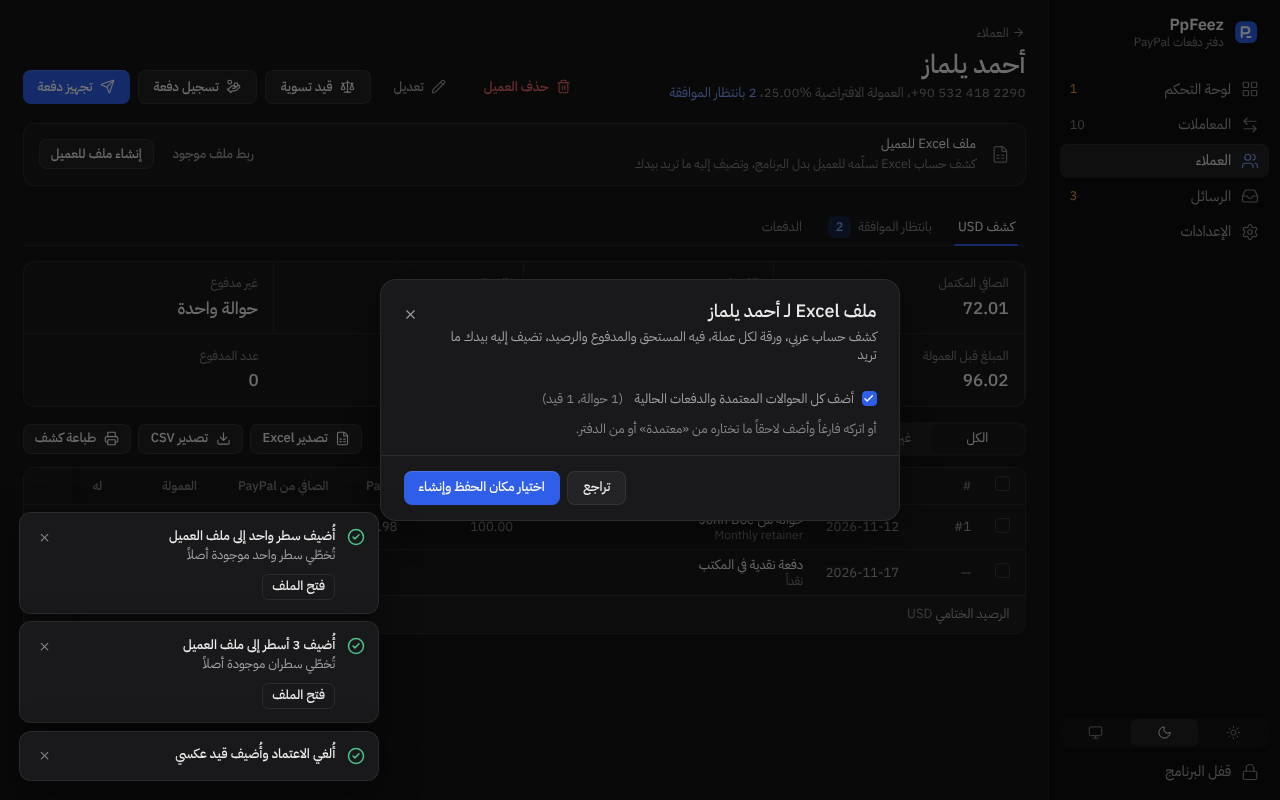 PpFeez
دفتر دفعات PayPal
لوحة التحكم
1
المعاملات
10
العملاء
الرسائل
3
الإعدادات
قفل البرنامج
العملاء
أحمد يلماز
+90 532 418 2290، العمولة الافتراضية 25.00%، 2 بانتظار الموافقة
حذف العميل
تعديل
قيد تسوية
تسجيل دفعة
تجهيز دفعة
ملف Excel للعميل
كشف حساب Excel تسلّمه للعميل بدل البرنامج، وتضيف إليه ما تريد بيدك
ربط ملف موجود
إنشاء ملف للعميل
كشف USD
بانتظار الموافقة 2
الدفعات
الصافي المكتمل
72.01
غير مدفوع
حوالة واحدة
المبلغ قبل العمولة
96.02
عدد المدفوع
0
ملف Excel لـ أحمد يلماز
كشف حساب عربي، ورقة لكل عملة، فيه المستحق والمدفوع والرصيد، تضيف إليه بيدك ما
تريد
أضف كل الحوالات المعتمدة والدفعات الحالية (1 حوالة، 1 قيد)
أو اتركه فارغاً وأضف لاحقاً ما تختاره من «معتمدة» أو من الدفتر.
تراجع
اختيار مكان الحفظ وإنشاء
الكل
تصدير Excel
تصدير CSV
طباعة كشف
#
الصافي من PayPal
العمولة
له
#1
2026-11-12
حوالة من John Doe
Monthly retainer
100.00
—
2026-11-17
دفعة نقدية في المكتب
نقداً
الرصيد الختامي USD
أُضيف سطر واحد إلى ملف العميل
تُخطّي سطر واحد موجودة أصلاً
فتح الملف
أُضيف 3 أسطر إلى ملف العميل
تُخطّي سطران موجودة أصلاً
فتح الملف
أُلغي الاعتماد وأُضيف قيد عكسي